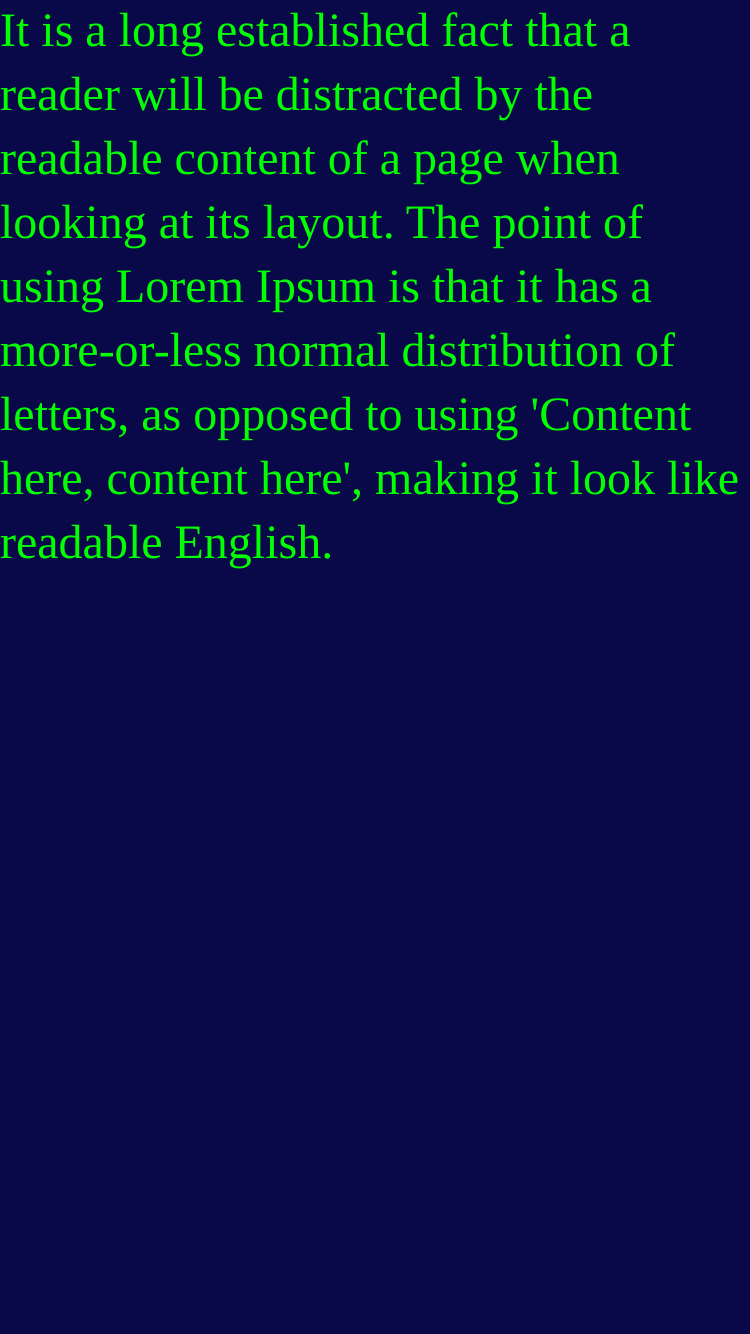 It is a long established fact that a
reader will be distracted by the
readable content of a page when
looking at its layout. The point of
using Lorem Ipsum is that it has a
more-or-less normal distribution of
letters, as opposed to using 'Content
here, content here', making it look like
readable English.